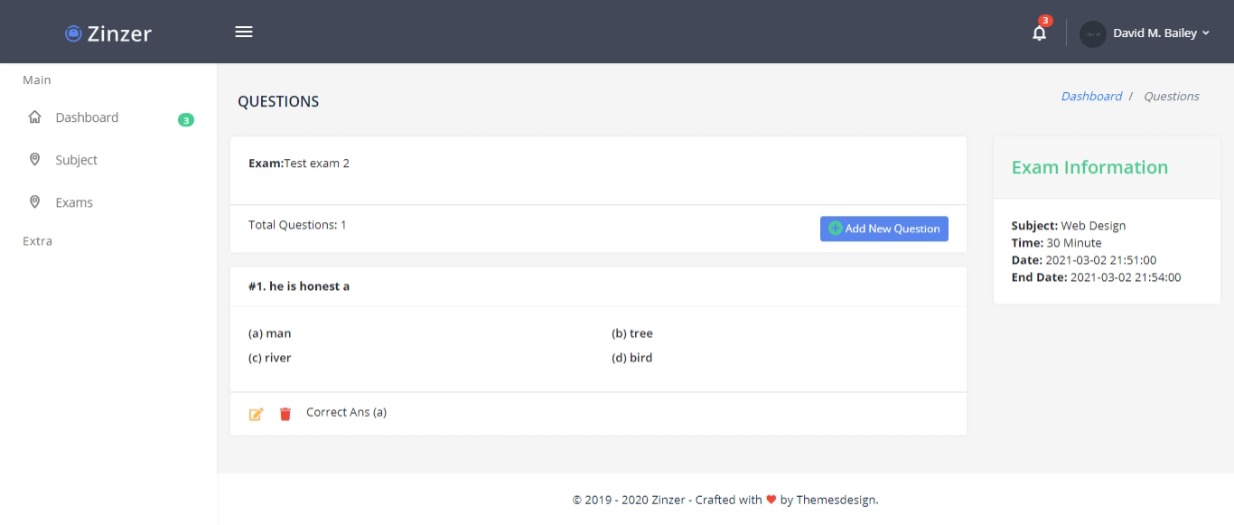 Zinzer
3
David M. Bailey
Main
Dashboard
3
Subject
Exams
Extra
QUESTIONS
Dashboard / Questions
Exam:Test exam 2
Total Questions: 1
Add New Question
#1. he is honest a
(a) man
(b) tree
(c) river
(d) bird
Correct Ans (a)
Exam Information
Subject: Web Design
Time: 30 Minute
Date: 2021-03-02 21:51:00
End Date: 2021-03-02 21:54:00
© 2019 - 2020 Zinzer - Crafted with ❤ by Themesdesign.